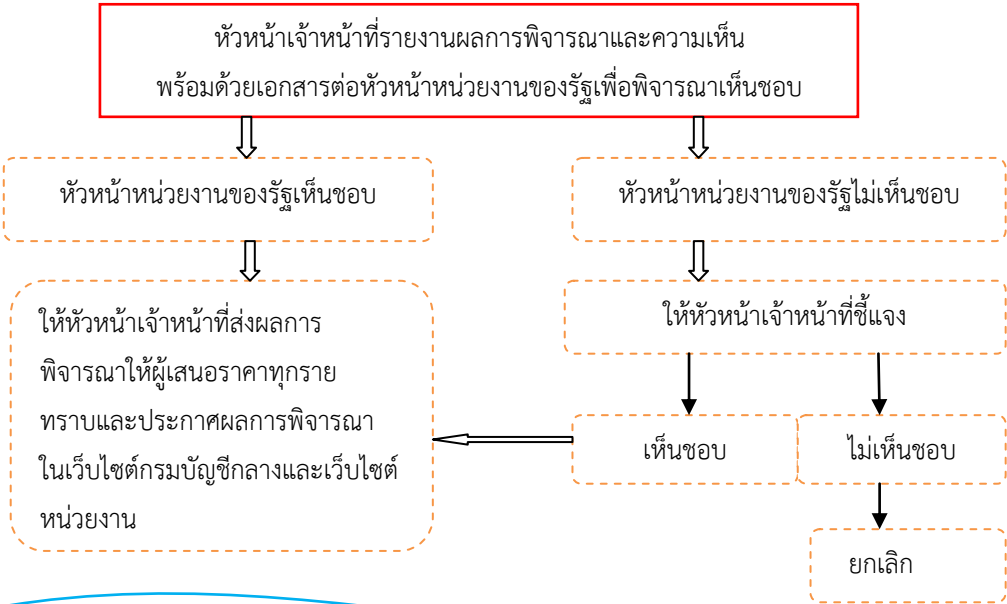 หัวหน้าเจ้าหน้าที่รายงานผลการพิจารณาและความเห็น
พร้อมด้วยเอกสารต่อหัวหน้าหน่วยงานของรัฐเพื่อพิจารณาเห็นชอบ
หัวหน้าหน่วยงานของรัฐเห็นชอบ
หัวหน้าหน่วยงานของรัฐไม่เห็นชอบ
ให้หัวหน้าเจ้าหน้าที่ส่งผลการ
พิจารณาให้ผู้เสนอราคาทุกราย
ทราบและประกาศผลการพิจารณา
ในเว็บไซต์กรมบัญชีกลางและเว็บไซต์
หน่วยงาน
ให้หัวหน้าเจ้าหน้าที่ชี้แจง
เห็นชอบ
ไม่เห็นชอบ
ยกเลิก